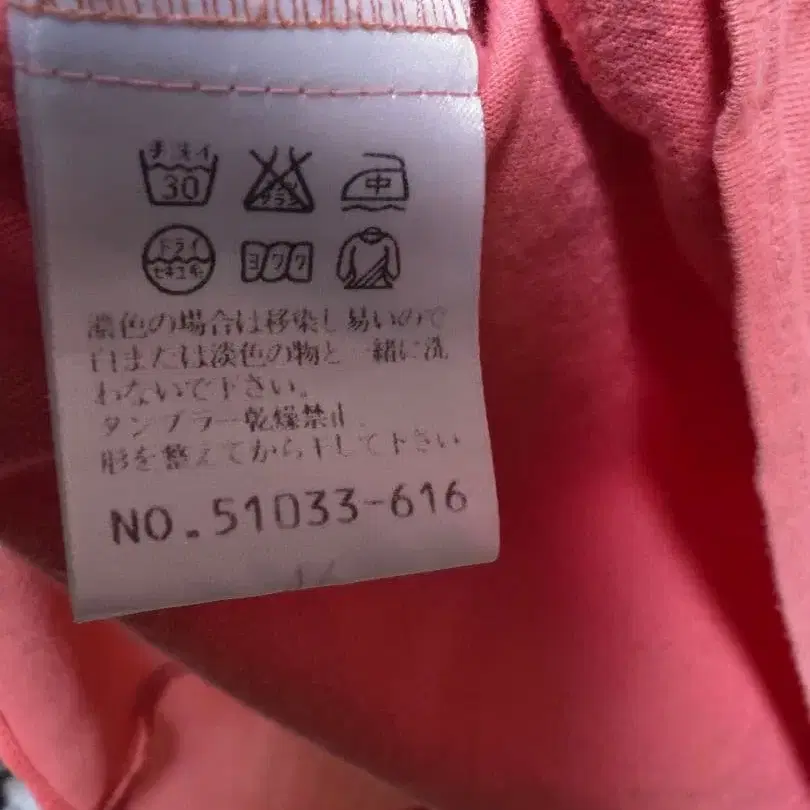 手洗イ 30 エンソサラシ 中
ドライ セキユ系 ヨワク
濃色の場合は移染し易いので
白または淡色の物と一緒に洗
わないで下さい。
タンブラー乾燥禁止.
形を整えてから干して下さい
NO.51033-616